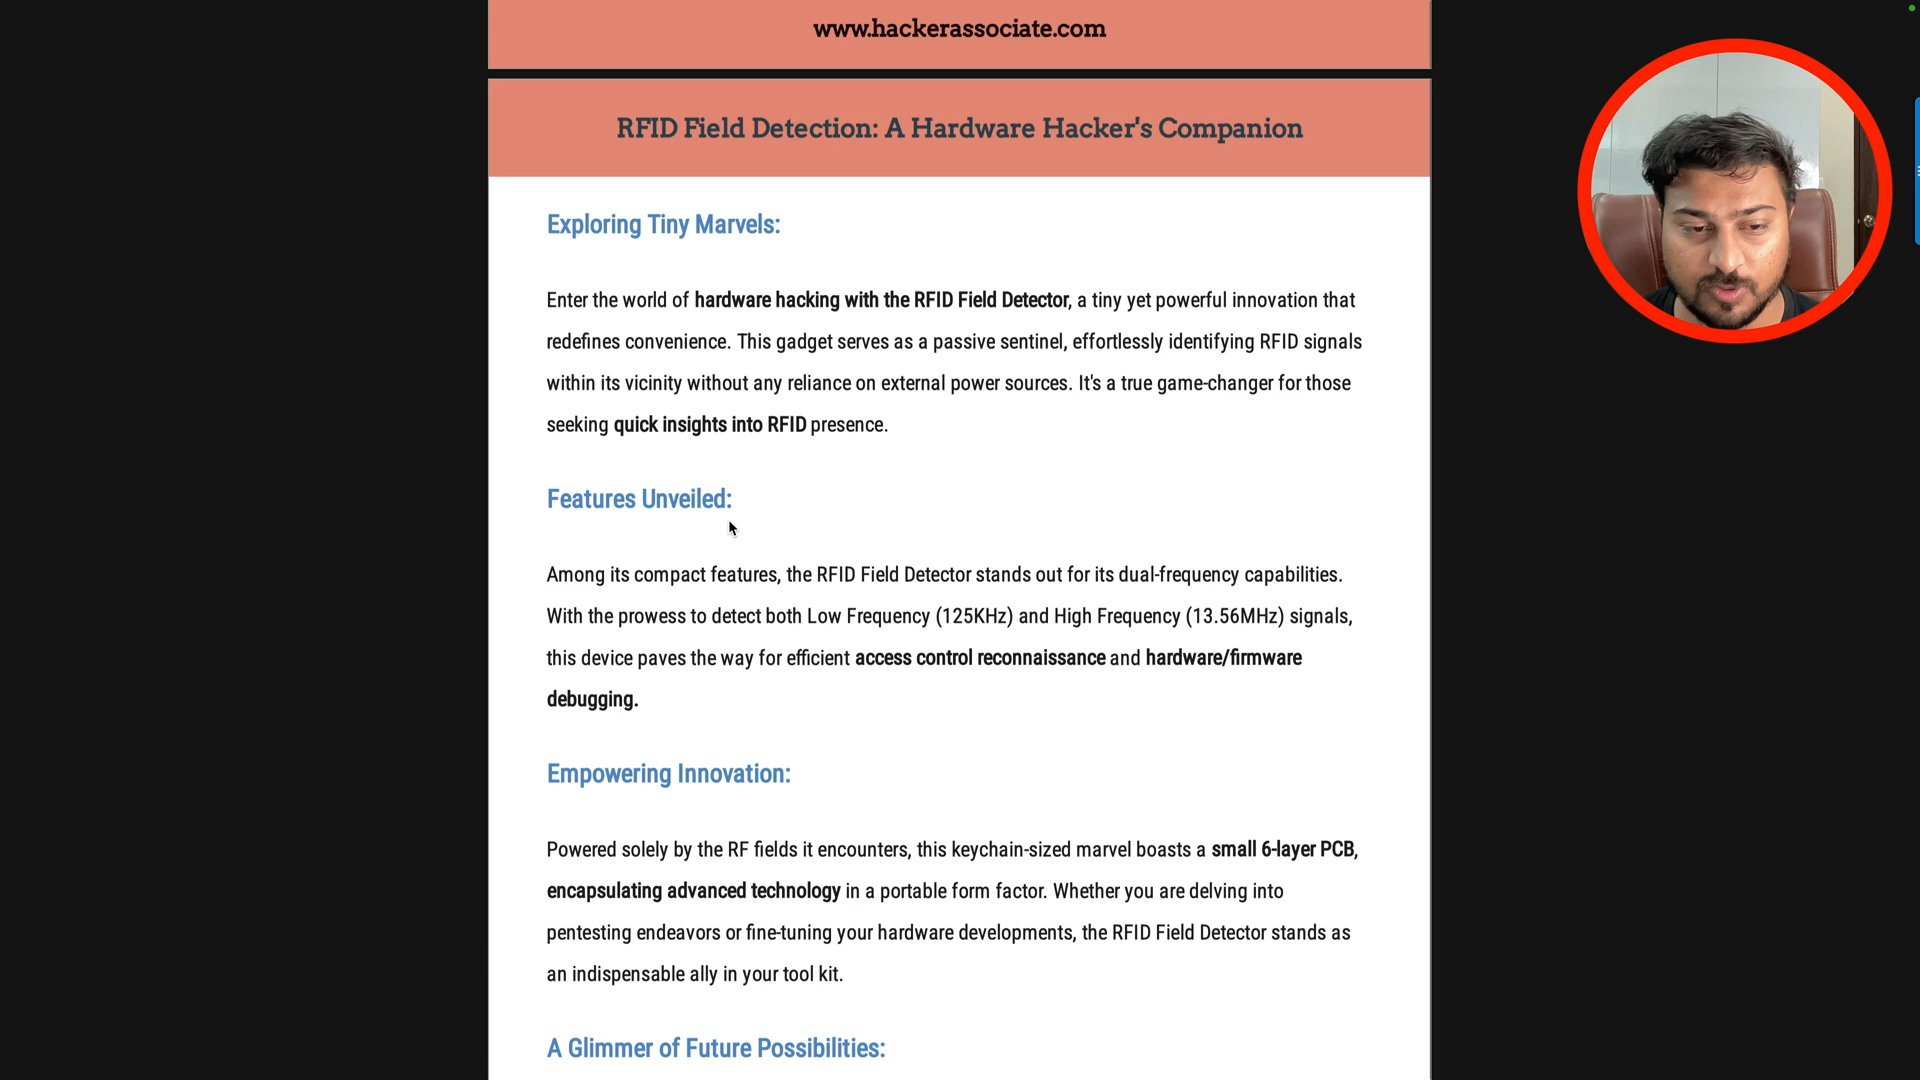 www.hackerassociate.com
RFID Field Detection: A Hardware Hacker's Companion
Exploring Tiny Marvels:
Enter the world of hardware hacking with the RFID Field Detector, a tiny yet powerful innovation that
redefines convenience. This gadget serves as a passive sentinel, effortlessly identifying RFID signals
within its vicinity without any reliance on external power sources. It's a true game-changer for those
seeking quick insights into RFID presence.
Features Unveiled:
Among its compact features, the RFID Field Detector stands out for its dual-frequency capabilities.
With the prowess to detect both Low Frequency (125KHz) and High Frequency (13.56MHz) signals,
this device paves the way for efficient access control reconnaissance and hardware/firmware
debugging.
Empowering Innovation:
Powered solely by the RF fields it encounters, this keychain-sized marvel boasts a small 6-layer PCB,
encapsulating advanced technology in a portable form factor. Whether you are delving into
pentesting endeavors or fine-tuning your hardware developments, the RFID Field Detector stands as
an indispensable ally in your tool kit.
A Glimmer of Future Possibilities: